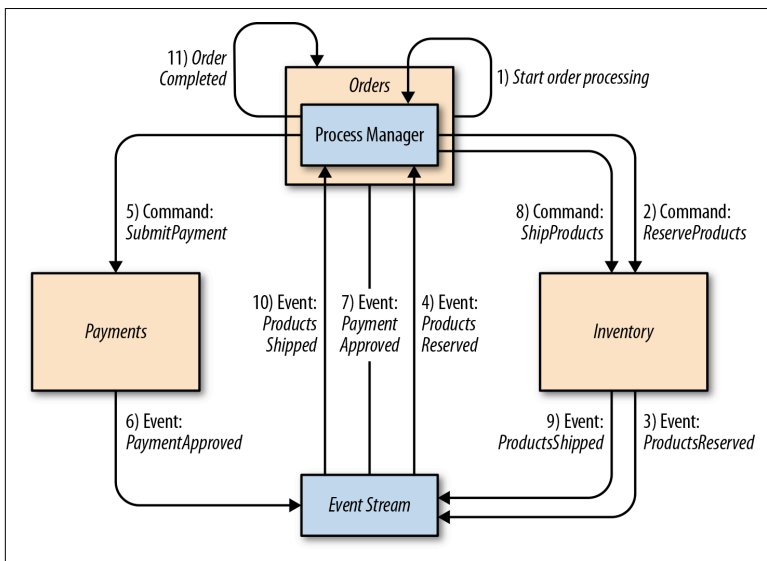 11) Order
Completed
Orders
1) Start order processing
Process Manager
5) Command:
SubmitPayment
8) Command:
ShipProducts
2) Command:
ReserveProducts
Payments
10) Event:
Products
Shipped
7) Event:
Payment
Approved
4) Event:
Products
Reserved
Inventory
6) Event:
PaymentApproved
9) Event:
ProductsShipped
3) Event:
ProductsReserved
Event Stream